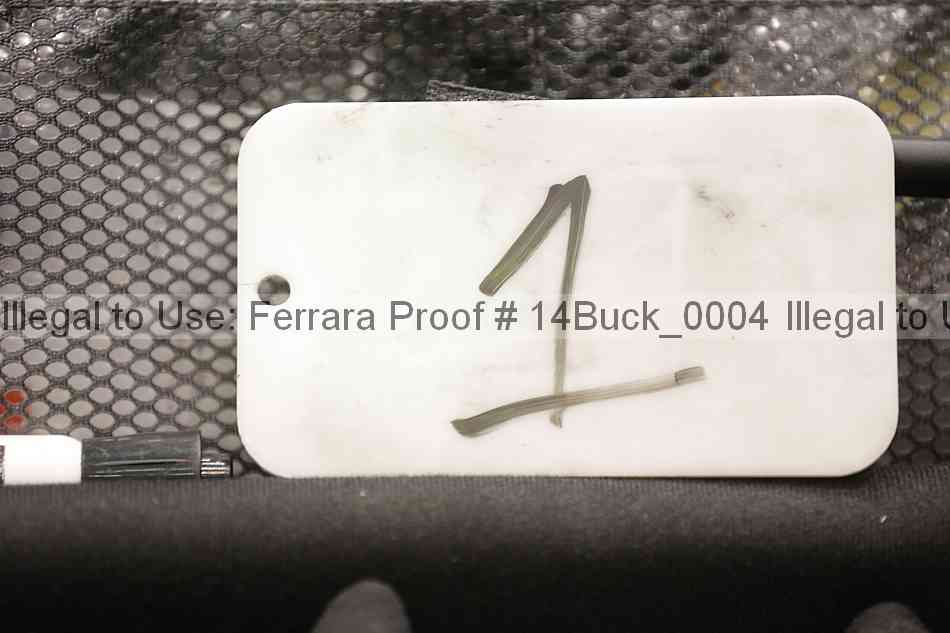 1
Illegal to Use: Ferrara Proof # 14Buck_0004 Illegal to U